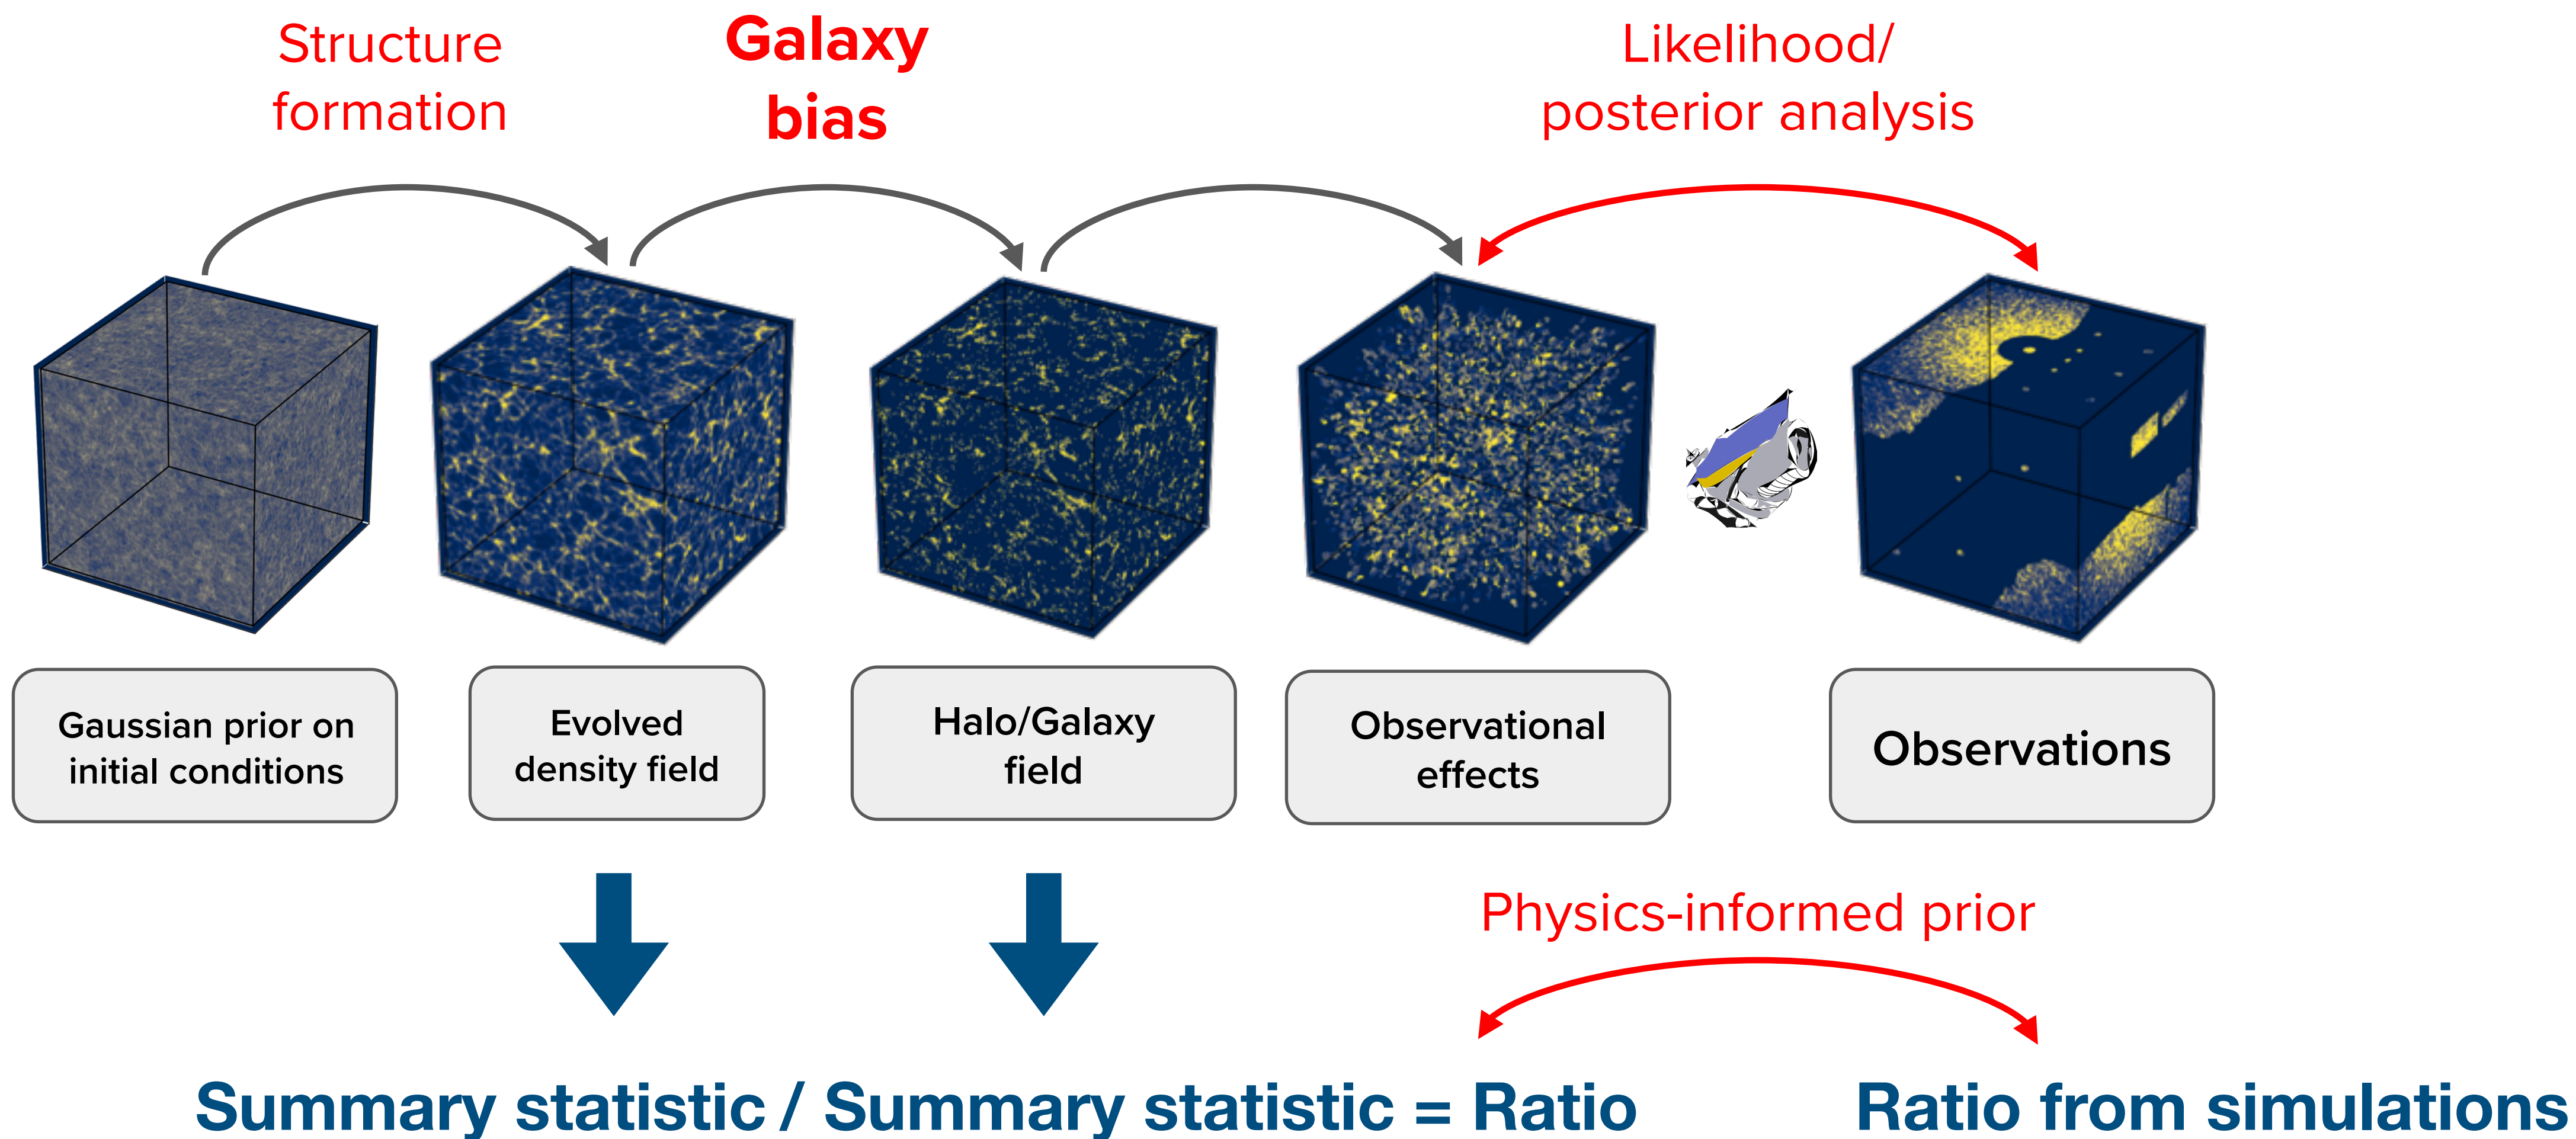 Structure
formation
Galaxy
bias
Likelihood/
posterior analysis
Gaussian prior on
initial conditions
Evolved
density field
Halo/Galaxy
field
Observational
effects
Observations
Physics-informed prior
Summary statistic / Summary statistic = Ratio
Ratio from simulations